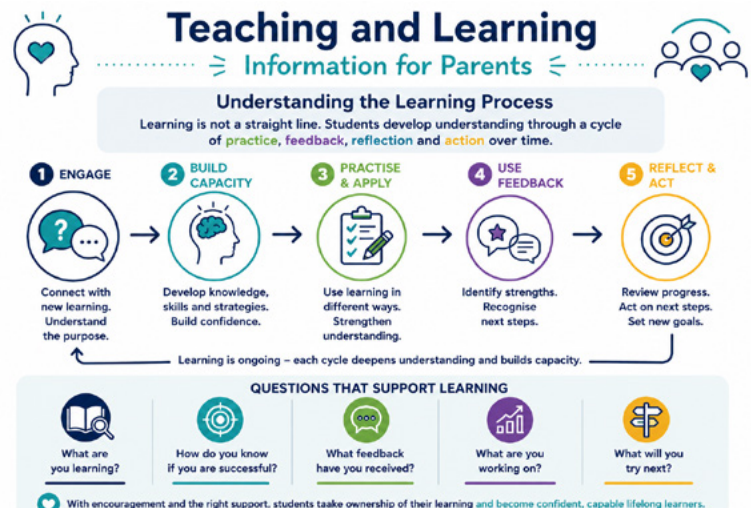 Teaching and Learning
Information for Parents
Understanding the Learning Process
Learning is not a straight line. Students develop understanding through a cycle
of practice, feedback, reflection and action over time.
1 ENGAGE
2 BUILD
CAPACITY
3 PRACTISE
& APPLY
4 USE
FEEDBACK
5 REFLECT &
ACT
?
Connect with
new learning.
Understand
the purpose.
Develop knowledge,
skills and strategies.
Build confidence.
Use learning in
different ways.
Strengthen
understanding.
Identify strengths.
Recognise
next steps.
Review progress.
Act on next steps.
Set new goals.
Learning is ongoing – each cycle deepens understanding and builds capacity.
QUESTIONS THAT SUPPORT LEARNING
What are
you learning?
How do you know
if you are successful?
What feedback
have you received?
What are you
working on?
What will you
try next?
With encouragement and the right support, students taake ownership of their learning and become confident, capable lifelong learners.